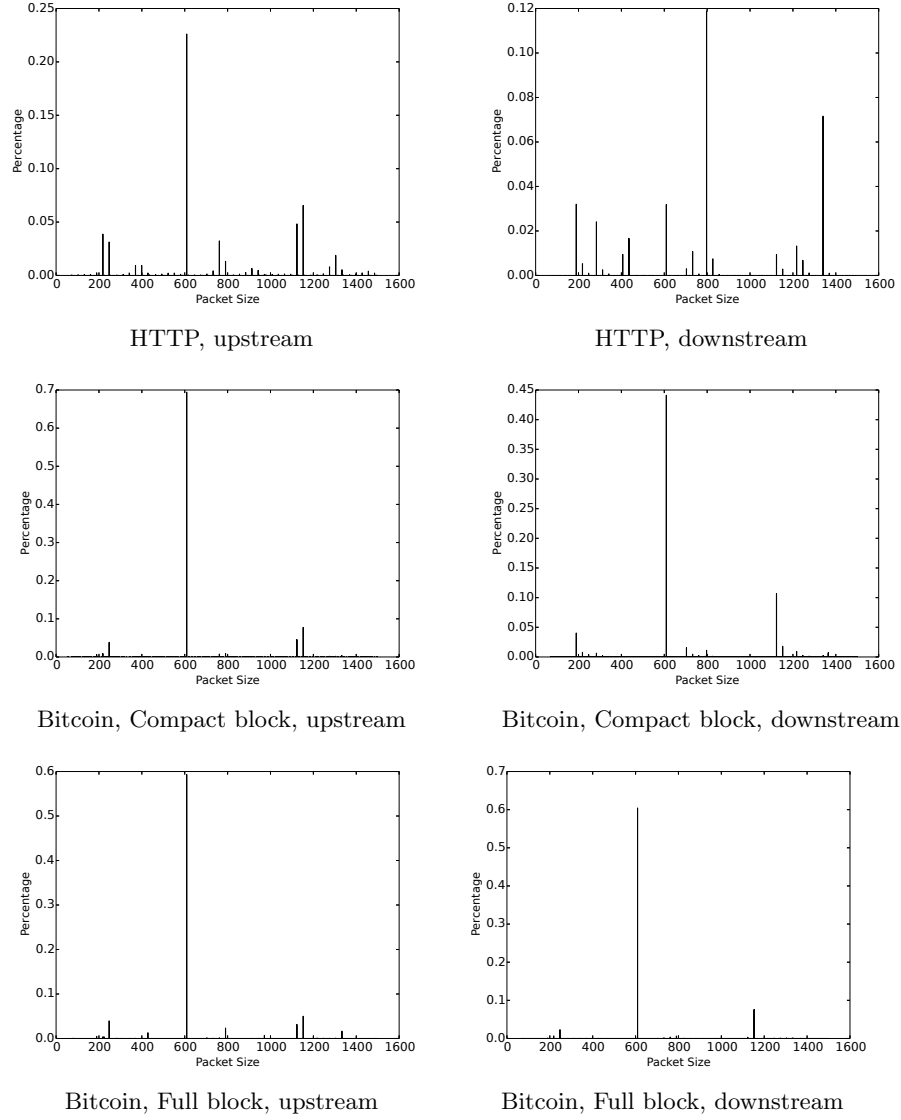 0.25
0.20
0.15
0.10
0.05
0.00
0 200 400 600 800 1000 1200 1400 1600
Percentage
Packet Size
HTTP, upstream
0.12
0.10
0.08
0.06
0.04
0.02
0.00
0 200 400 600 800 1000 1200 1400 1600
Percentage
Packet Size
HTTP, downstream
0.7
0.6
0.5
0.4
0.3
0.2
0.1
0.0
0 200 400 600 800 1000 1200 1400 1600
Percentage
Packet Size
Bitcoin, Compact block, upstream
0.45
0.40
0.35
0.30
0.25
0.20
0.15
0.10
0.05
0.00
0 200 400 600 800 1000 1200 1400 1600
Percentage
Packet Size
Bitcoin, Compact block, downstream
0.6
0.5
0.4
0.3
0.2
0.1
0.0
0 200 400 600 800 1000 1200 1400 1600
Percentage
Packet Size
Bitcoin, Full block, upstream
0.7
0.6
0.5
0.4
0.3
0.2
0.1
0.0
0 200 400 600 800 1000 1200 1400 1600
Percentage
Packet Size
Bitcoin, Full block, downstream